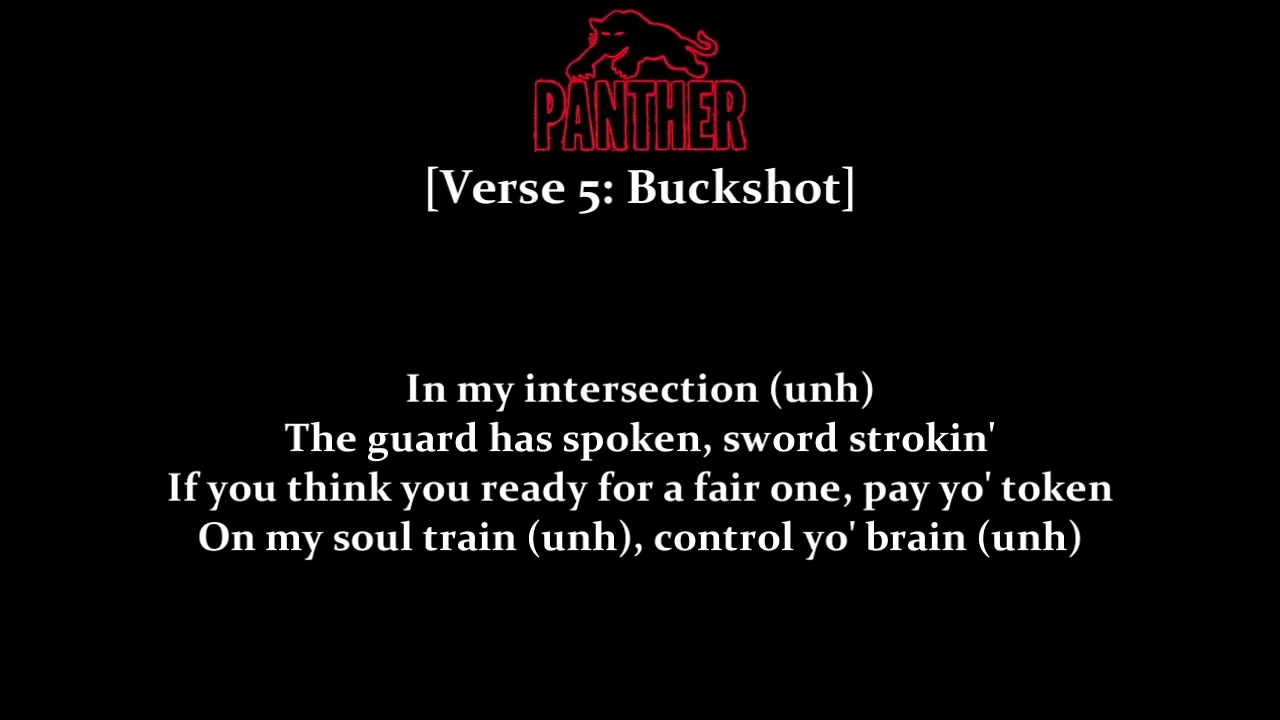 PANTHER
[Verse 5: Buckshot]
In my intersection (unh)
The guard has spoken, sword strokin'
If you think you ready for a fair one, pay yo' token
On my soul train (unh), control yo' brain (unh)